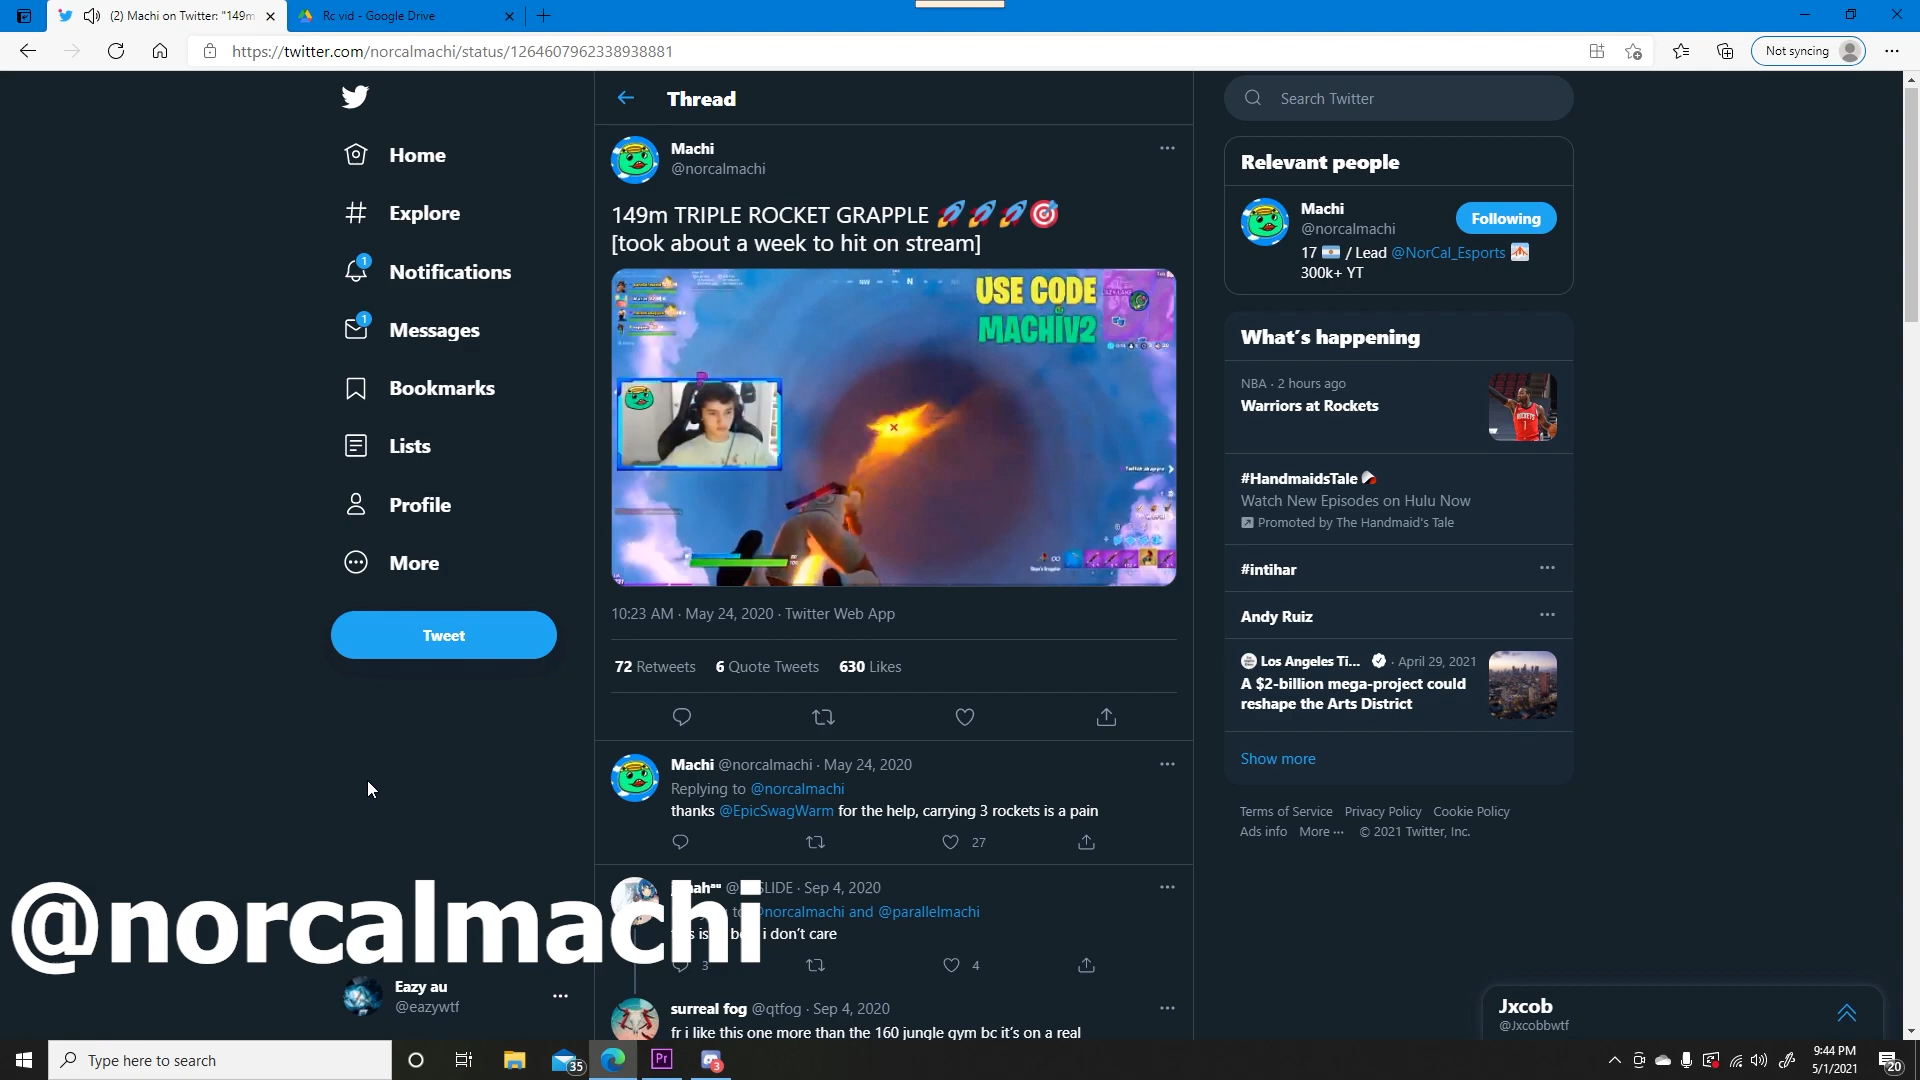 (2) Machi on Twitter: "149m
Rc vid - Google Drive
https://twitter.com/norcalmachi/status/1264607962338938881
Not syncing
Home
Explore
1
Notifications
1
Messages
Bookmarks
Lists
Profile
More
Tweet
Eazy au
@eazywtf
Thread
Machi
@norcalmachi
149m TRIPLE ROCKET GRAPPLE 🚀🚀🚀🎯
[took about a week to hit on stream]
USE CODE
MACHIV2
10:23 AM · May 24, 2020 · Twitter Web App
72 Retweets 6 Quote Tweets 630 Likes
Machi @norcalmachi · May 24, 2020
Replying to @norcalmachi
thanks @EpicSwagWarm for the help, carrying 3 rockets is a pain
27
· Sep 4, 2020
@norcalmachi and @parallelmachi
i don't care
3 4
surreal fog @qtfog · Sep 4, 2020
fr i like this one more than the 160 jungle gym bc it's on a real
@norcalmachi
Search Twitter
Relevant people
Machi
@norcalmachi
Following
17 🇦🇷 / Lead @NorCal_Esports
300k+ YT
What's happening
NBA · 2 hours ago
Warriors at Rockets
#HandmaidsTale
Watch New Episodes on Hulu Now
Promoted by The Handmaid's Tale
#intihar
Andy Ruiz
Los Angeles Ti... · April 29, 2021
A $2-billion mega-project could
reshape the Arts District
Show more
Terms of Service Privacy Policy Cookie Policy
Ads info More ··· © 2021 Twitter, Inc.
Jxcob
@Jxcobbwtf
Type here to search
35
Pr
3
9:44 PM
5/1/2021
20